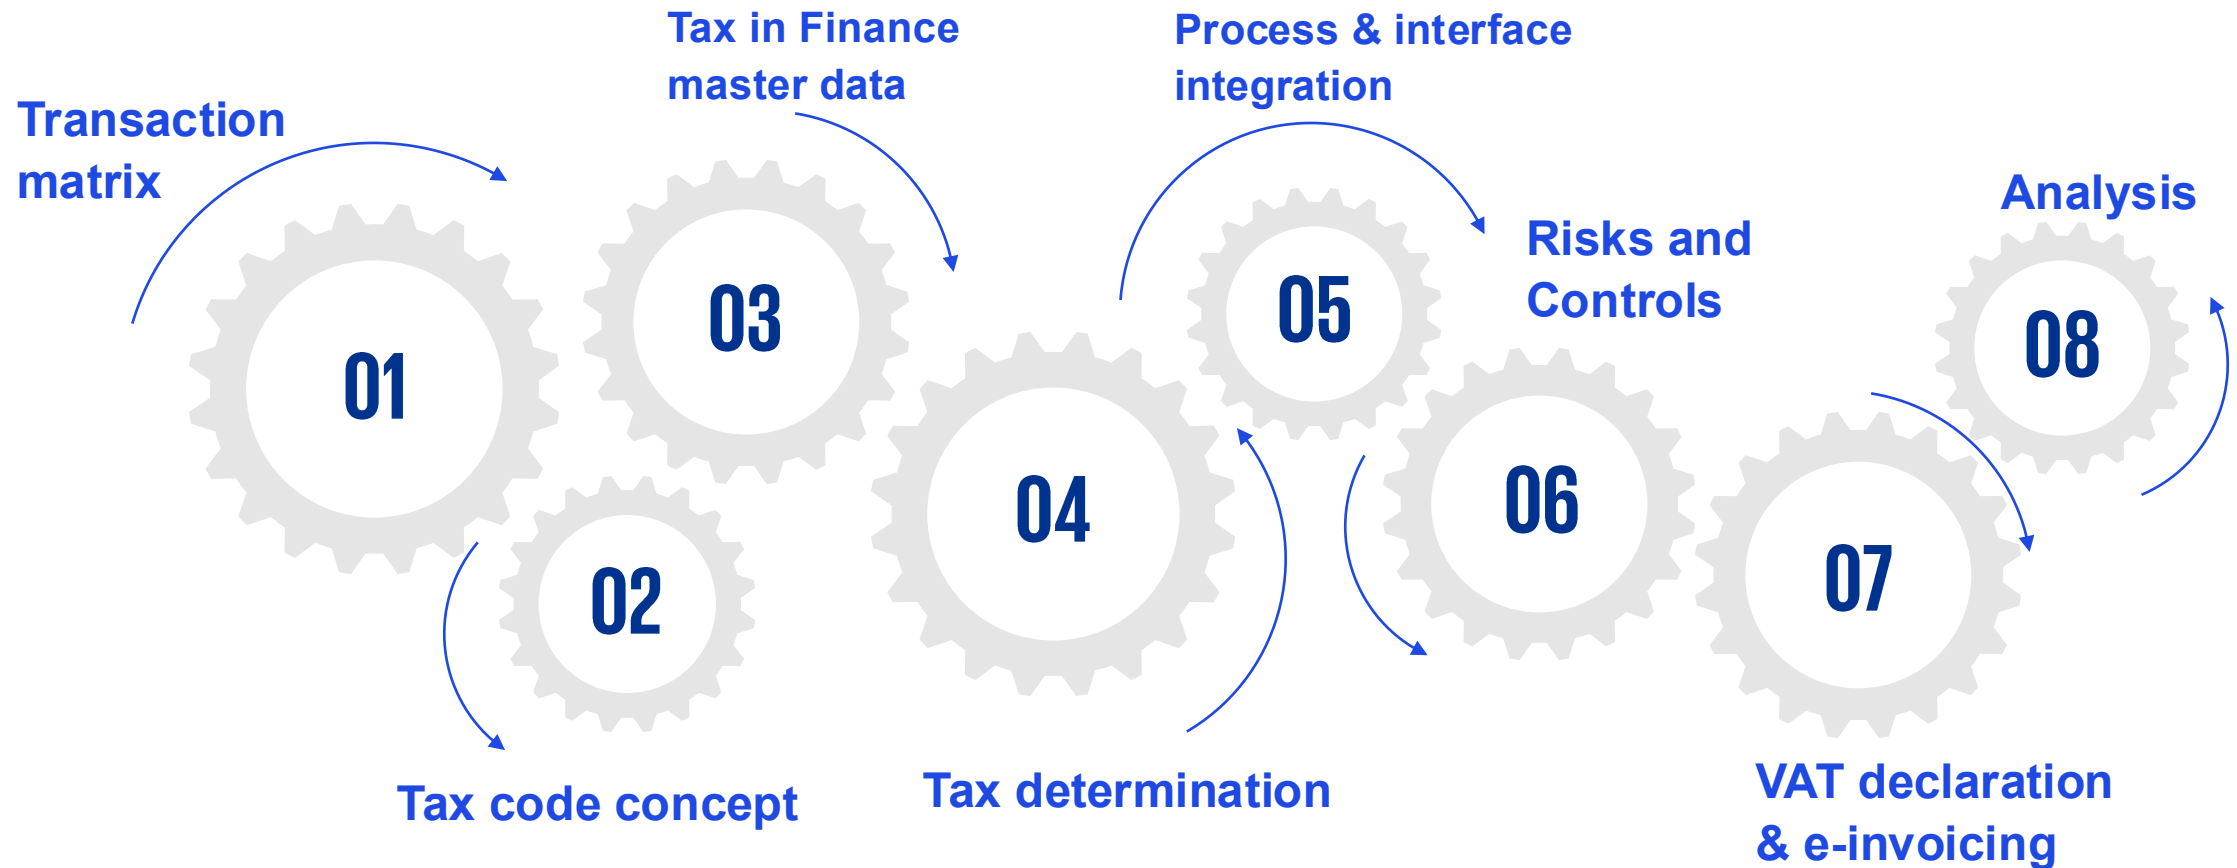 Transaction
matrix
01
Tax code concept
02
Tax in Finance
master data
03
Tax determination
04
Process & interface
integration
05
Risks and
Controls
06
VAT declaration
& e-invoicing
07
Analysis
08